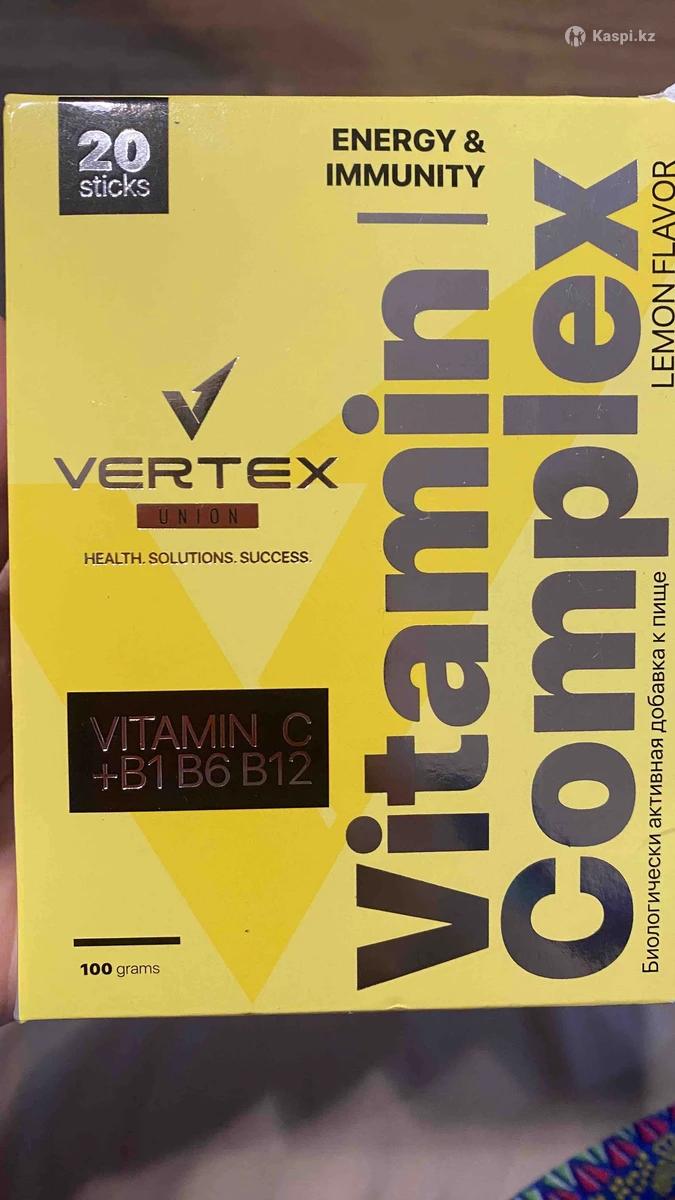 Kaspi.kz
20
sticks
ENERGY &
IMMUNITY
VERTEX
UNION
HEALTH. SOLUTIONS. SUCCESS.
VITAMIN C
+B1 B6 B12
100 grams
Vitamin |
Complex
LEMON FLAVOR
Биологически активная добавка к пище